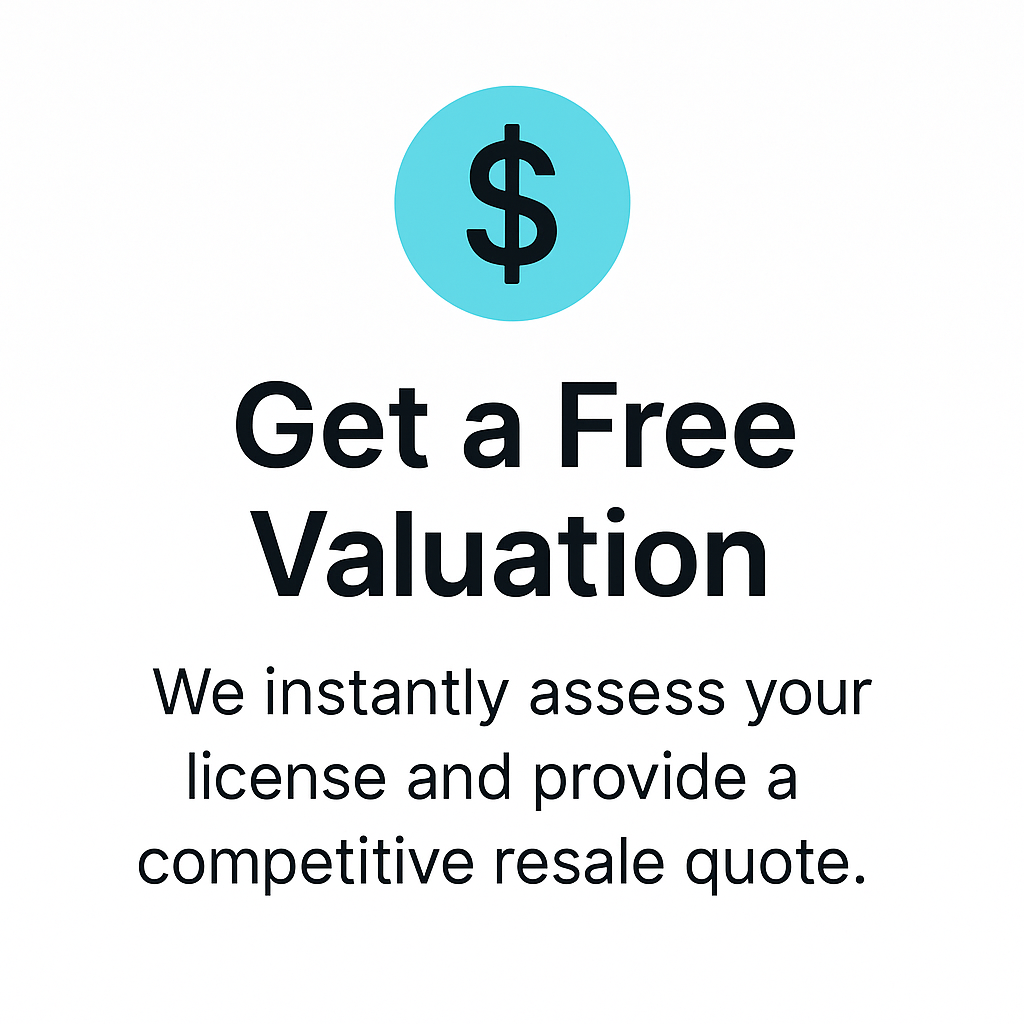 $
Get a Free
Valuation
We instantly assess your
license and provide a
competitive resale quote.